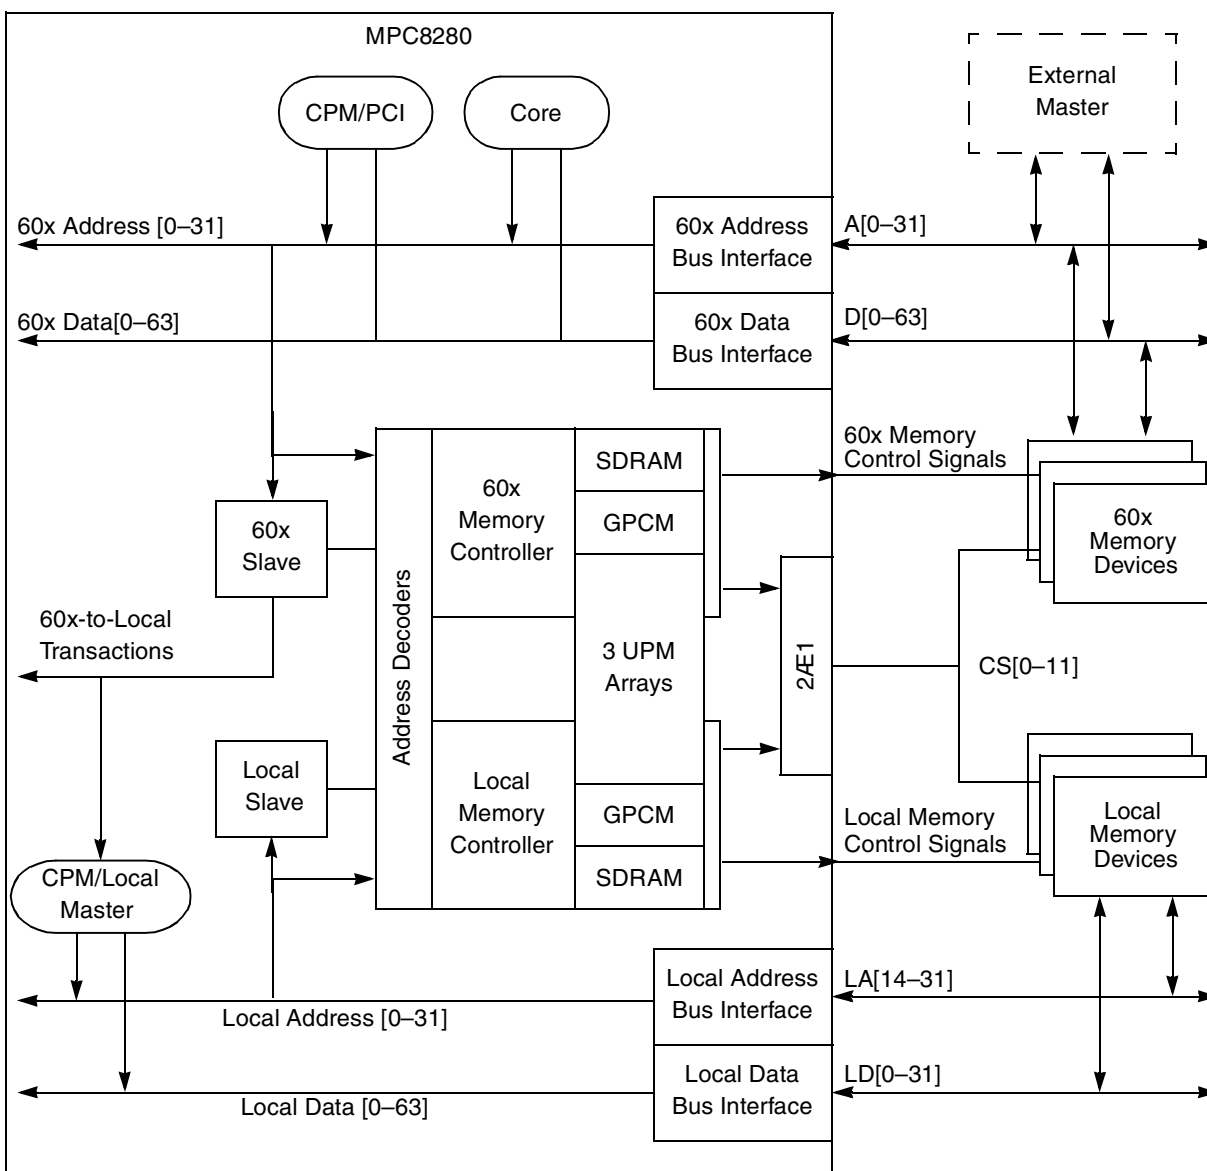 MPC8280
External
Master
CPM/PCI
Core
60x Address [0–31]
60x Address
Bus Interface
A[0–31]
60x Data[0–63]
60x Data
Bus Interface
D[0–63]
60x Memory
Control Signals
SDRAM
60x
Memory
Controller
GPCM
60x
Slave
60x
Memory
Devices
Address Decoders
60x-to-Local
Transactions
3 UPM
Arrays
2Æ1
CS[0–11]
Local
Slave
Local
Memory
Controller
GPCM
SDRAM
Local Memory
Control Signals
Local
Memory
Devices
CPM/Local
Master
Local Address
Bus Interface
LA[14–31]
Local Address [0–31]
Local Data
Bus Interface
LD[0–31]
Local Data [0–63]